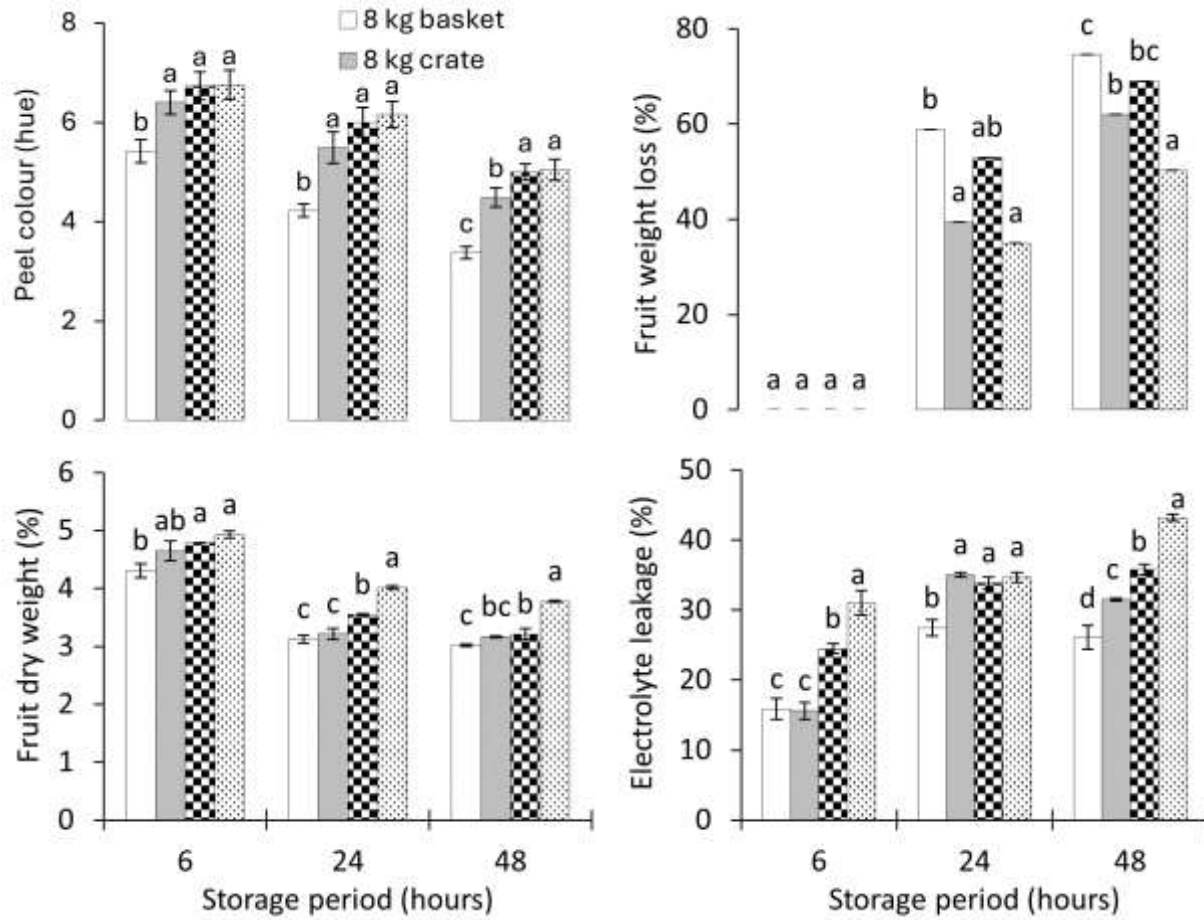 8 kg basket
8 kg crate
Peel colour (hue)
8
6
4
2
0
b a a a
b a a a
c b a a
Fruit weight loss (%)
80
60
40
20
0
a a a a
b a ab a
c b bc a
Fruit dry weight (%)
6
5
4
3
2
1
0
b ab a a
c c b a
c bc b a
6 24 48
Storage period (hours)
Electrolyte leakage (%)
50
40
30
20
10
0
c c b a
b a a a
d c b a
6 24 48
Storage period (hours)